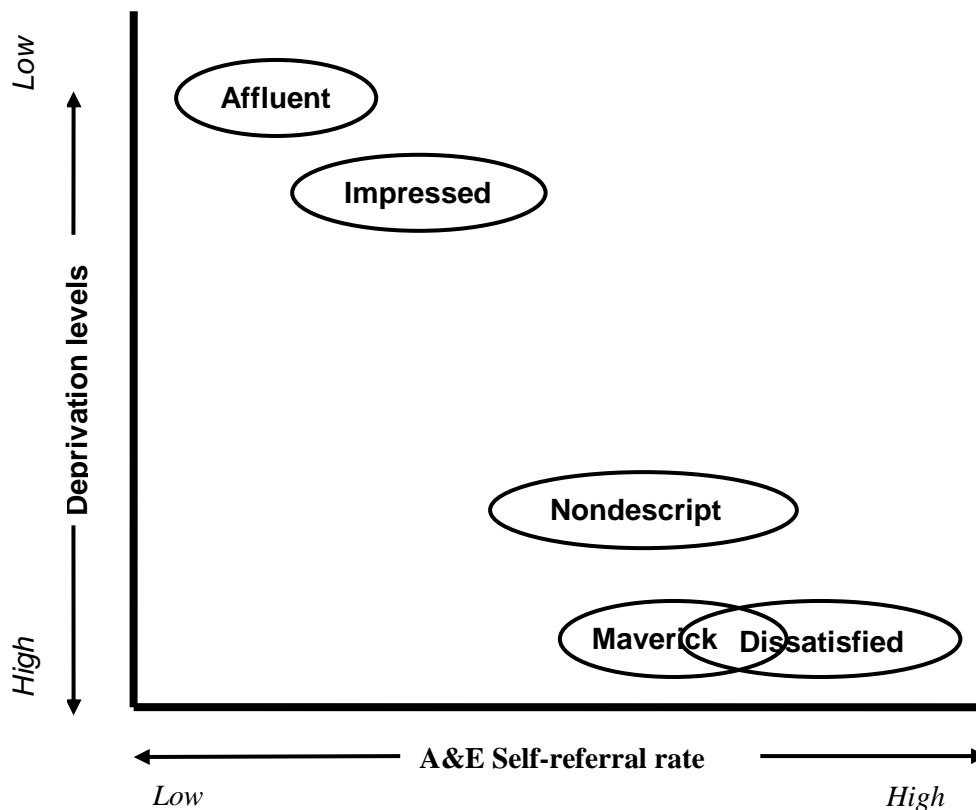 Low
Affluent
Impressed
Deprivation levels
Nondescript
Maverick
Dissatisfied
High
A&E Self-referral rate
Low
High